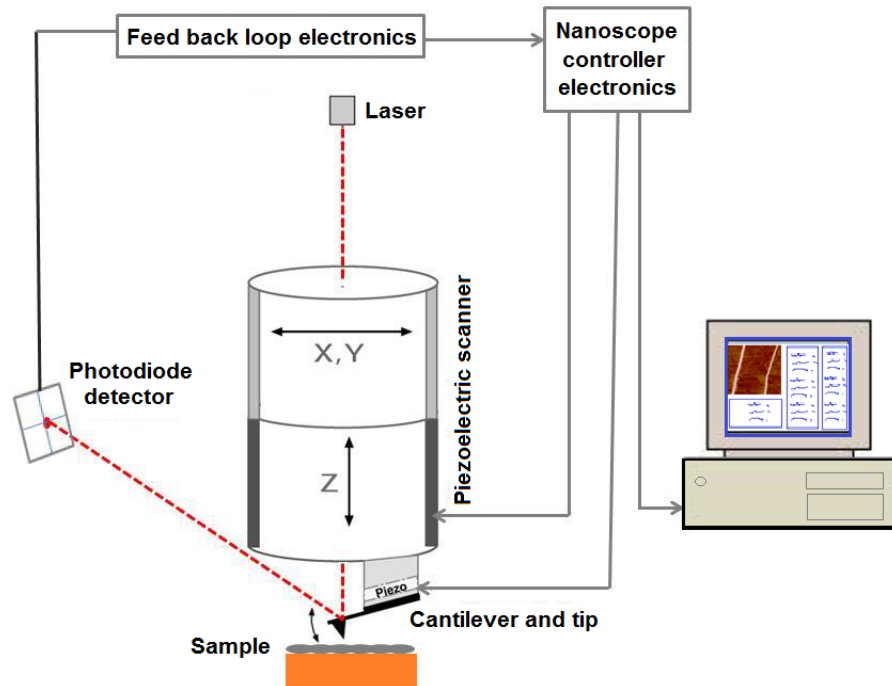 Feed back loop electronics
Nanoscope
controller
electronics
Laser
Piezoelectric scanner
X,Y
Photodiode
detector
Z
Piezo
Cantilever and tip
Sample